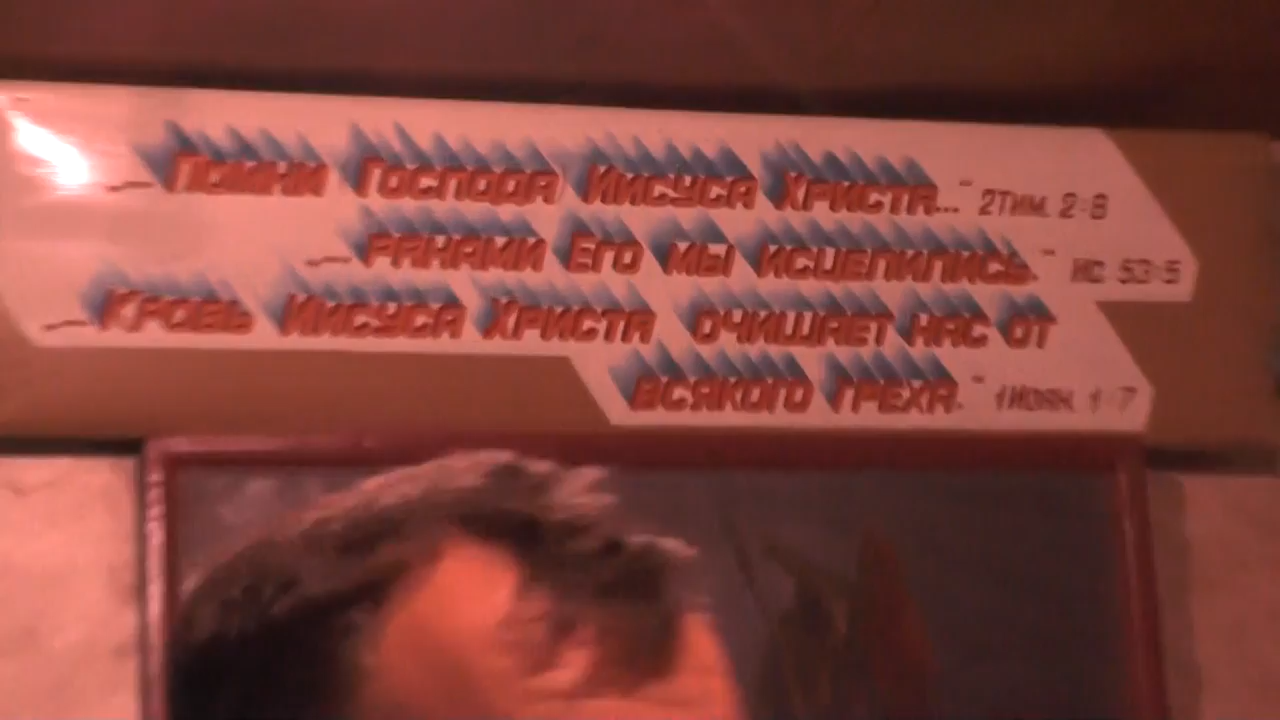 „Помни Господа Иисуса Христа...“ 2Тим. 2:8
„Ранами Его мы исцелились.“ Ис 53:5
„Кровь Иисуса Христа очищает нас от
всякого греха.“ 1Иоан. 1:7